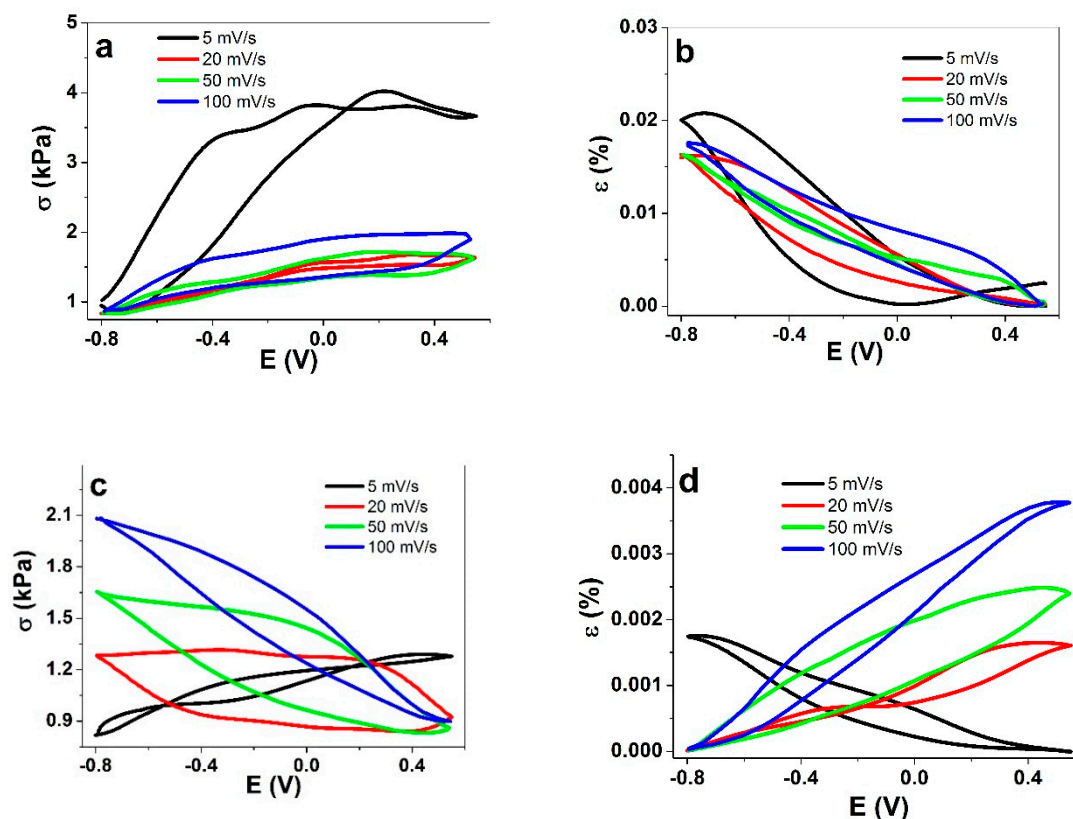 a
5 mV/s
20 mV/s
50 mV/s
100 mV/s
σ (kPa)
5
4
3
2
1
-0.8 -0.4 0.0 0.4
E (V)
b
5 mV/s
20 mV/s
50 mV/s
100 mV/s
ε (%)
0.03
0.02
0.01
0.00
-0.8 -0.4 0.0 0.4
E (V)
c
5 mV/s
20 mV/s
50 mV/s
100 mV/s
σ (kPa)
2.1
1.8
1.5
1.2
0.9
-0.8 -0.4 0.0 0.4
E (V)
d
5 mV/s
20 mV/s
50 mV/s
100 mV/s
ε (%)
0.004
0.003
0.002
0.001
0.000
-0.8 -0.4 0.0 0.4
E (V)